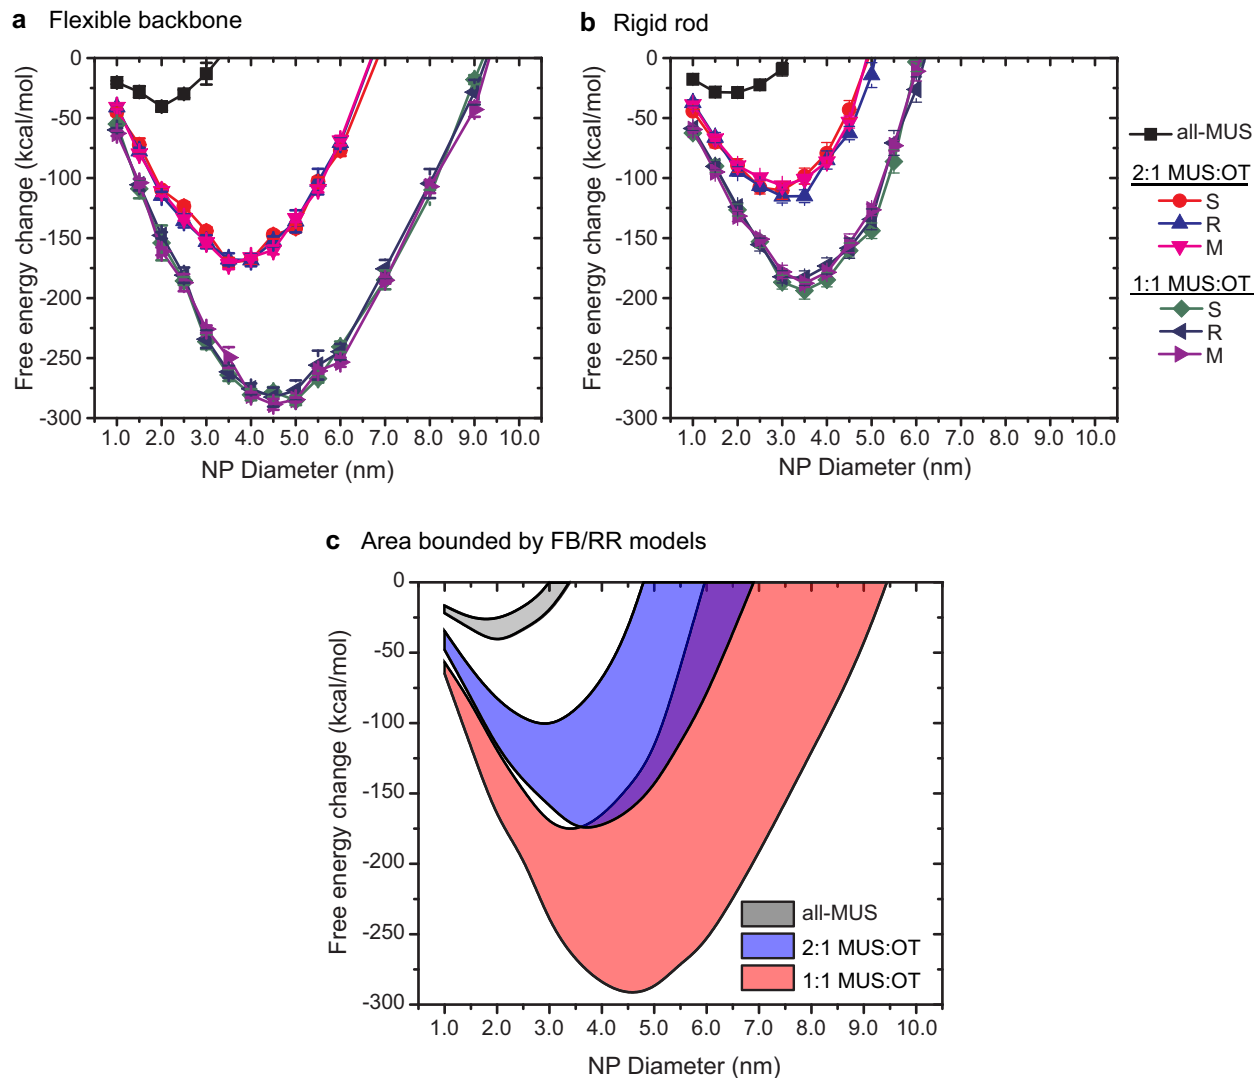 a Flexible backbone
0
-50
-100
-150
-200
-250
-300
Free energy change (kcal/mol)
1.0 2.0 3.0 4.0 5.0 6.0 7.0 8.0 9.0 10.0
NP Diameter (nm)
b Rigid rod
0
-50
-100
-150
-200
-250
-300
Free energy change (kcal/mol)
1.0 2.0 3.0 4.0 5.0 6.0 7.0 8.0 9.0 10.0
NP Diameter (nm)
all-MUS
2:1 MUS:OT
S
R
M
1:1 MUS:OT
S
R
M
c Area bounded by FB/RR models
0
-50
-100
-150
-200
-250
-300
Free energy change (kcal/mol)
1.0 2.0 3.0 4.0 5.0 6.0 7.0 8.0 9.0 10.0
NP Diameter (nm)
all-MUS
2:1 MUS:OT
1:1 MUS:OT